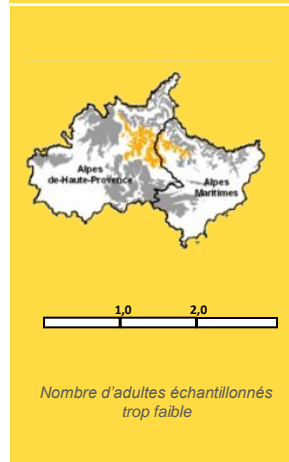 Alpes
de-Haute-Provence
Alpes
Maritimes
1,0 2,0
Nombre d'adultes échantillonnés
trop faible